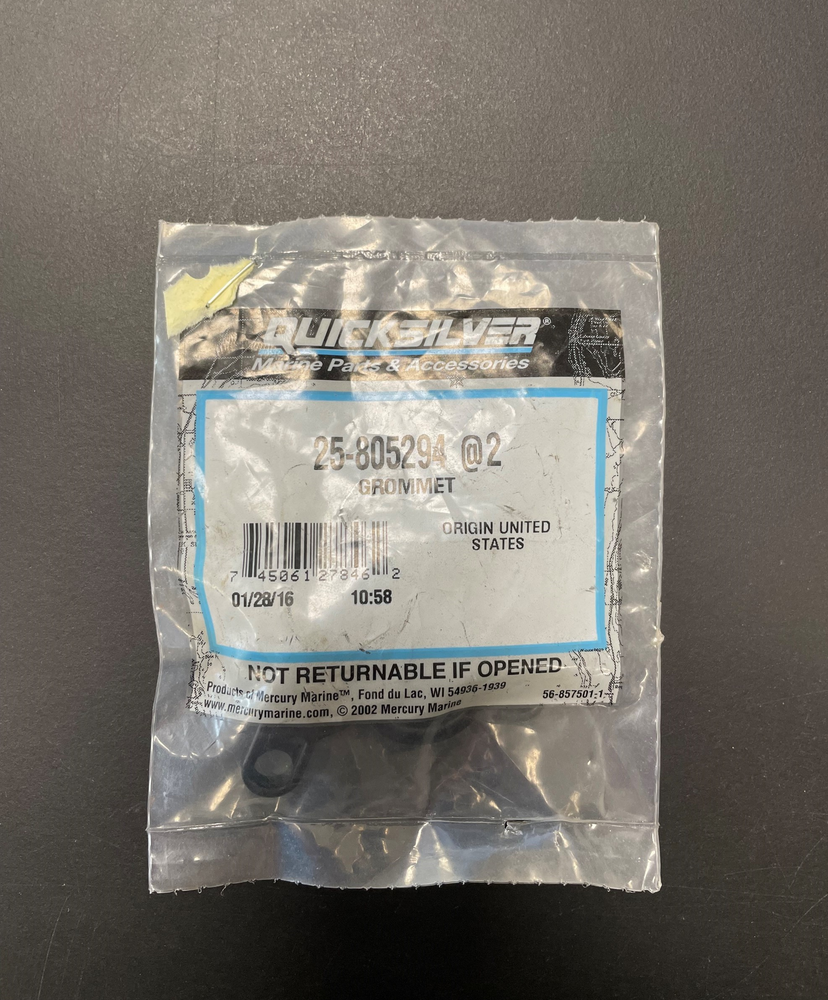 QUICKSILVER®
Marine Parts & Accessories
25-805294 @2
GROMMET
ORIGIN UNITED
STATES
7 45061 27846 2
01/28/16 10:58
NOT RETURNABLE IF OPENED
Products of Mercury Marine™, Fond du Lac, WI 54936-1939
www.mercurymarine.com, © 2002 Mercury Marine
56-857501-1